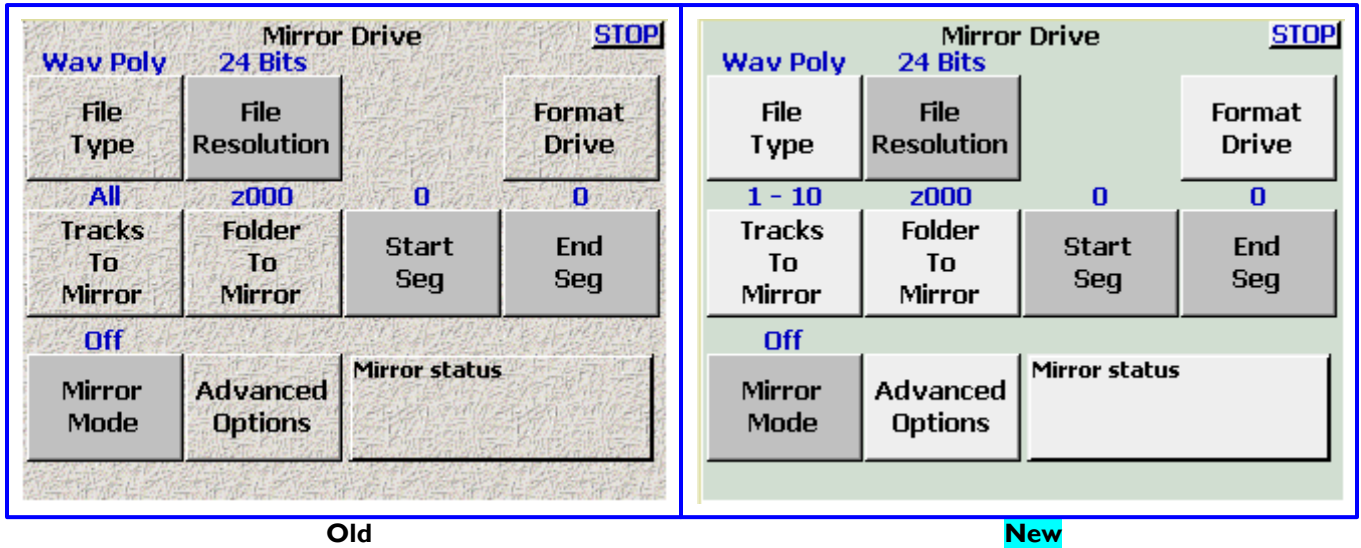 Mirror Drive STOP
Wav Poly 24 Bits
File Type
File Resolution
Format Drive
All z000 0 0
Tracks To Mirror
Folder To Mirror
Start Seg
End Seg
Off
Mirror Mode
Advanced Options
Mirror status
Old
Mirror Drive STOP
Wav Poly 24 Bits
File Type
File Resolution
Format Drive
1 - 10 z000 0 0
Tracks To Mirror
Folder To Mirror
Start Seg
End Seg
Off
Mirror Mode
Advanced Options
Mirror status
New